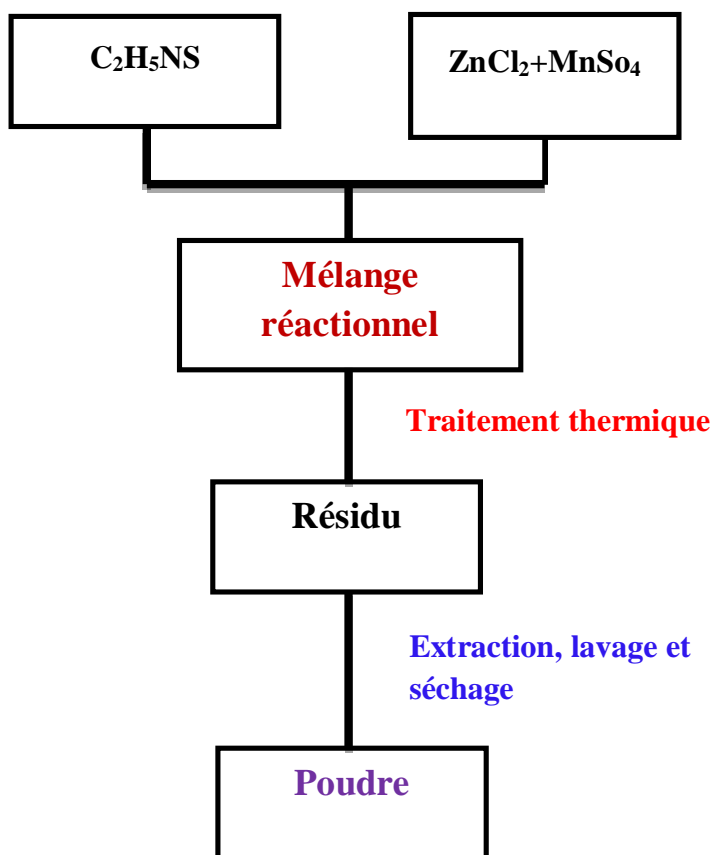 C₂H₅NS
ZnCl₂+MnSo₄
Mélange
réactionnel
Traitement thermique
Résidu
Extraction, lavage et
séchage
Poudre